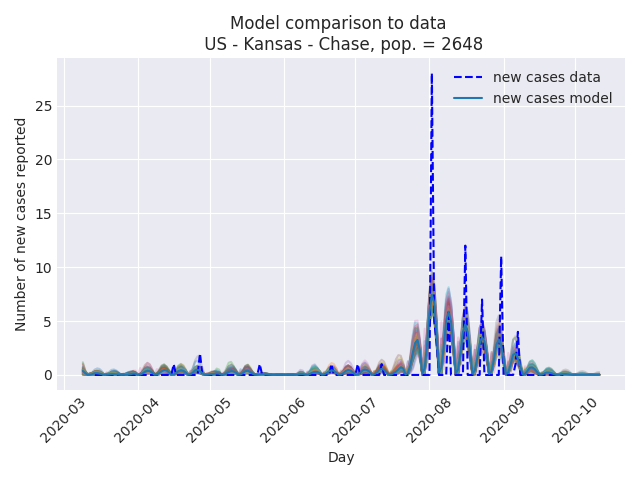 Model comparison to data
US - Kansas - Chase, pop. = 2648
new cases data
new cases model
Number of new cases reported
25
20
15
10
5
0
2020-03
2020-04
2020-05
2020-06
2020-07
2020-08
2020-09
2020-10
Day